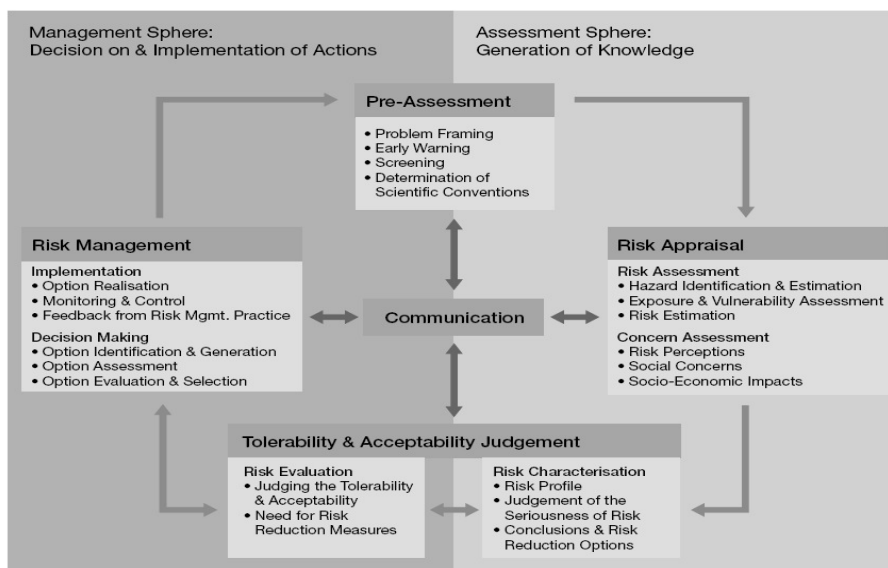 Management Sphere:
Decision on & Implementation of Actions
Assessment Sphere:
Generation of Knowledge
Pre-Assessment
• Problem Framing
• Early Warning
• Screening
• Determination of
Scientific Conventions
Risk Management
Implementation
• Option Realisation
• Monitoring & Control
• Feedback from Risk Mgmt. Practice
Decision Making
• Option Identification & Generation
• Option Assessment
• Option Evaluation & Selection
Communication
Risk Appraisal
Risk Assessment
• Hazard Identification & Estimation
• Exposure & Vulnerability Assessment
• Risk Estimation
Concern Assessment
• Risk Perceptions
• Social Concerns
• Socio-Economic Impacts
Tolerability & Acceptability Judgement
Risk Evaluation
• Judging the Tolerability
& Acceptability
• Need for Risk
Reduction Measures
Risk Characterisation
• Risk Profile
• Judgement of the
Seriousness of Risk
• Conclusions & Risk
Reduction Options